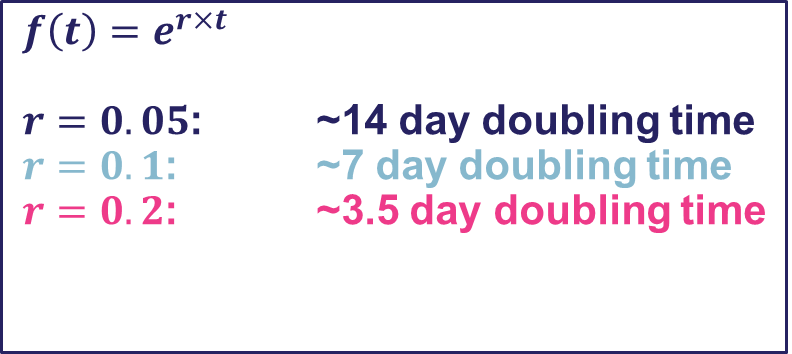 f(t) = e^{r×t}
r = 0.05: ~14 day doubling time
r = 0.1: ~7 day doubling time
r = 0.2: ~3.5 day doubling time